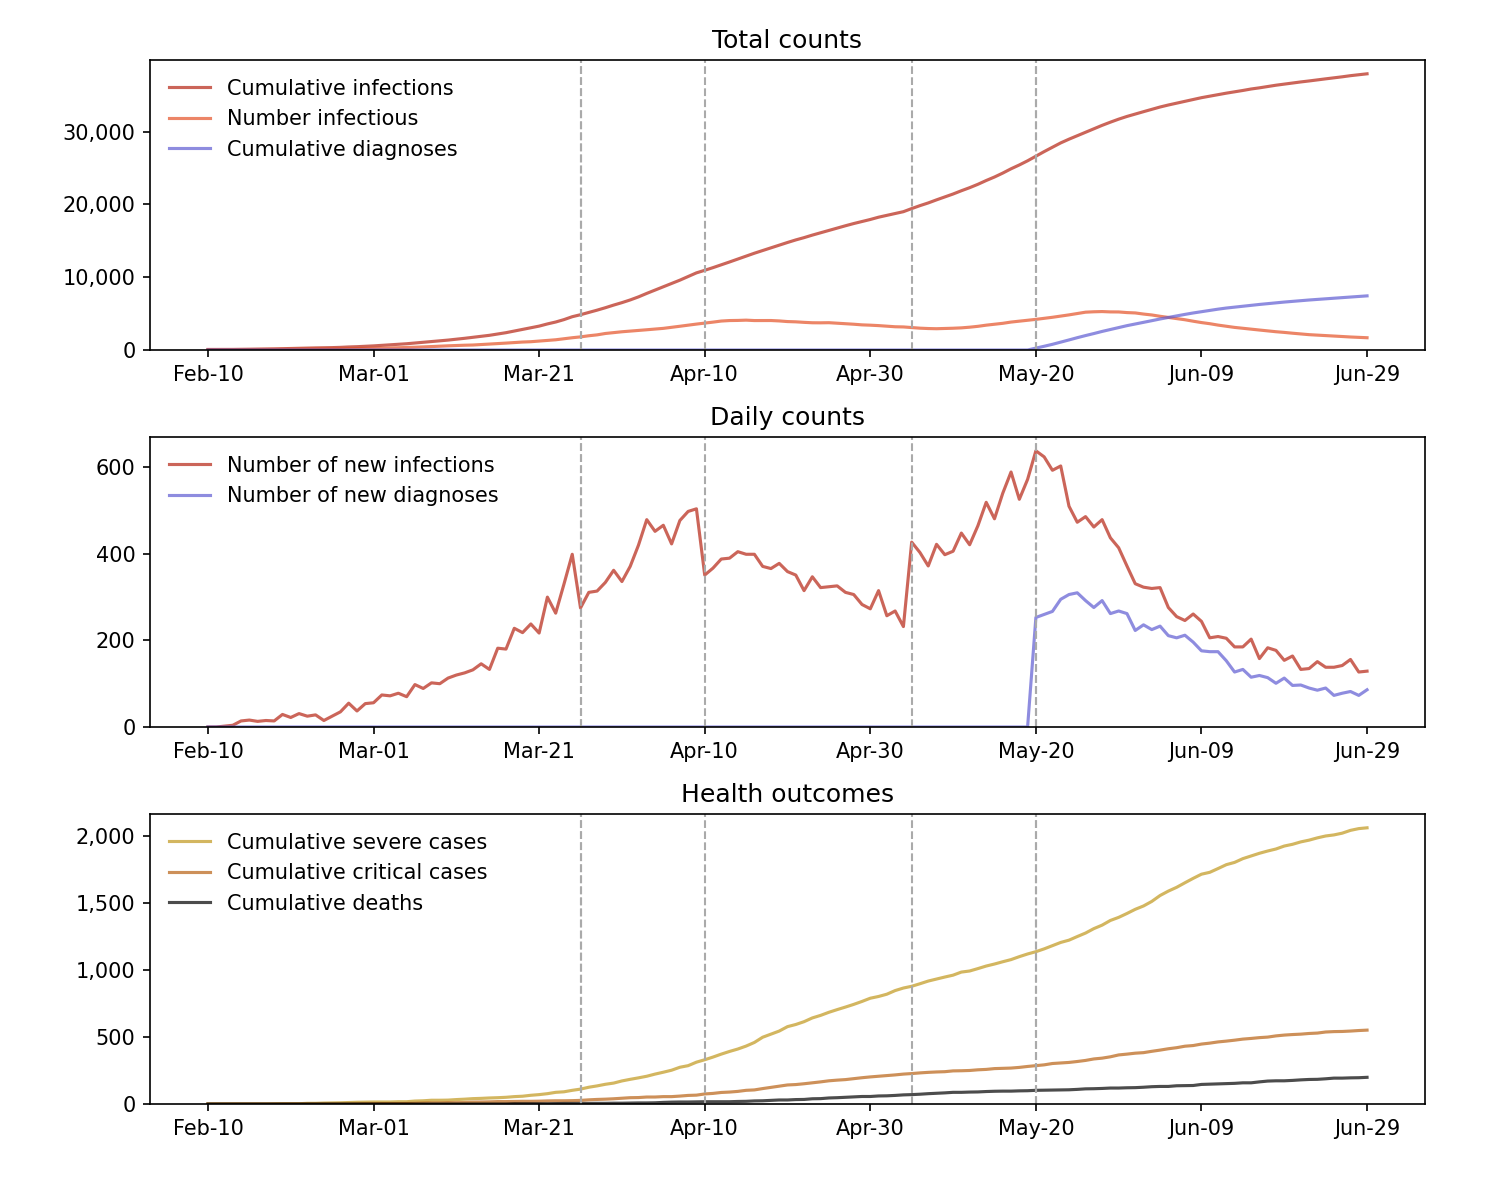 Total counts
Cumulative infections
Number infectious
Cumulative diagnoses
30,000
20,000
10,000
0
Feb-10 Mar-01 Mar-21 Apr-10 Apr-30 May-20 Jun-09 Jun-29
Daily counts
Number of new infections
Number of new diagnoses
600
400
200
0
Feb-10 Mar-01 Mar-21 Apr-10 Apr-30 May-20 Jun-09 Jun-29
Health outcomes
Cumulative severe cases
Cumulative critical cases
Cumulative deaths
2,000
1,500
1,000
500
0
Feb-10 Mar-01 Mar-21 Apr-10 Apr-30 May-20 Jun-09 Jun-29